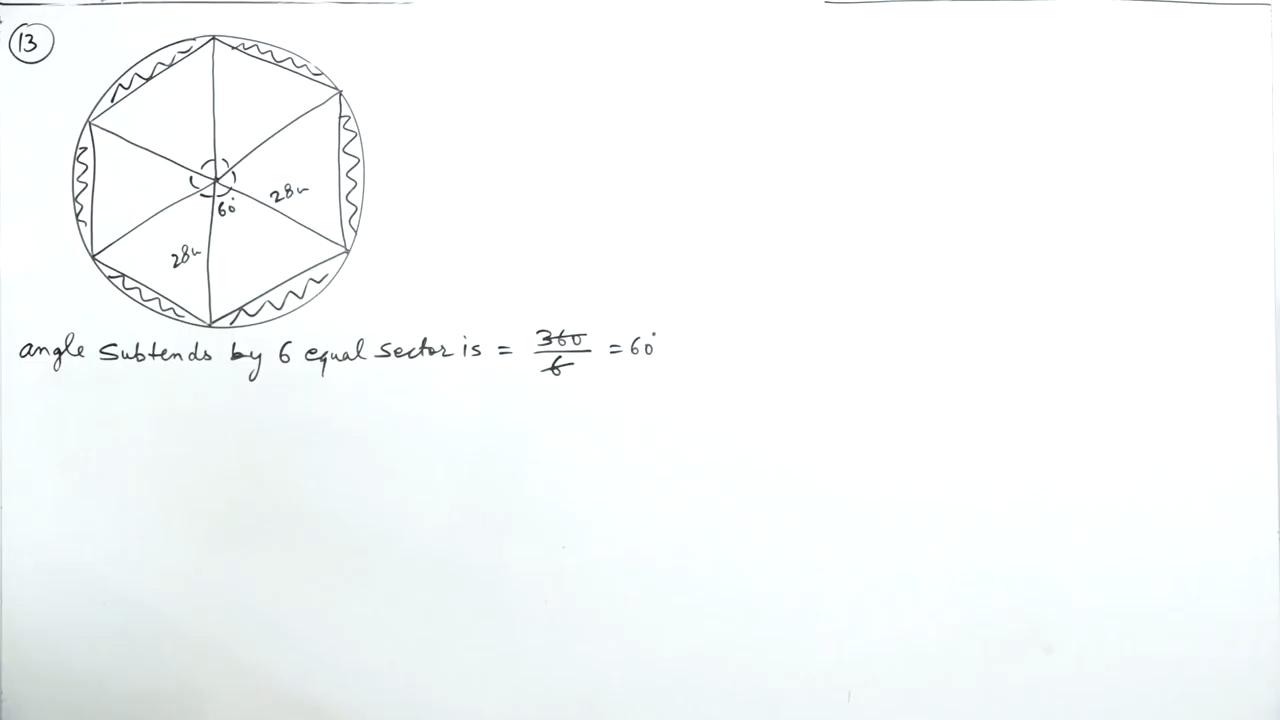 13
28
60°
28
angle subtends by 6 equal sector is = 360/6 = 60°